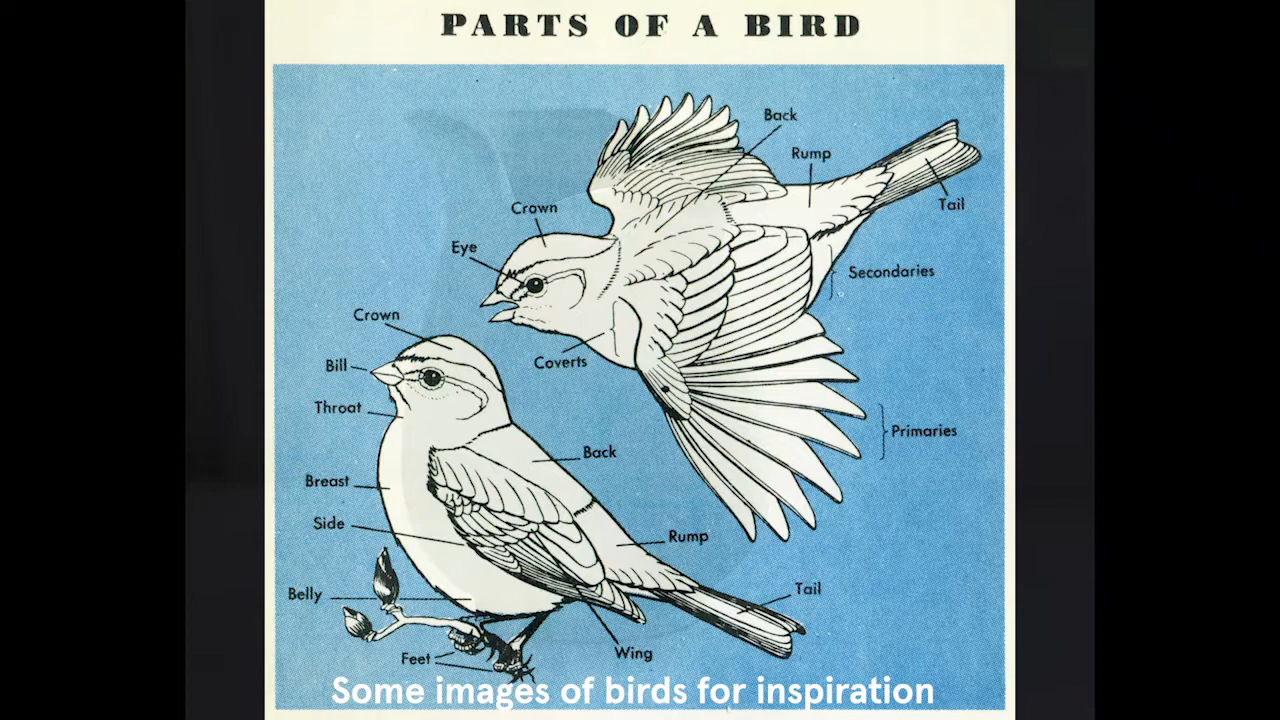 PARTS OF A BIRD
Back
Rump
Tail
Crown
Eye
Secondaries
Coverts
Primaries
Crown
Bill
Throat
Back
Breast
Side
Rump
Belly
Tail
Feet
Wing
Some images of birds for inspiration